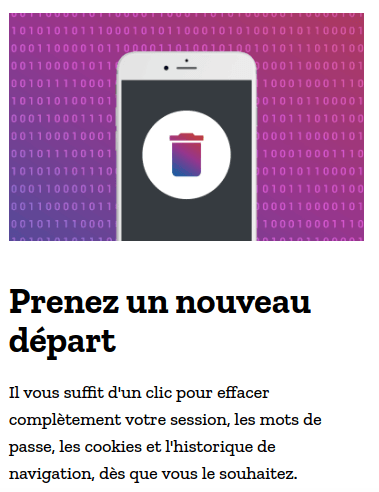 Prenez un nouveau
départ
Il vous suffit d'un clic pour effacer
complètement votre session, les mots de
passe, les cookies et l'historique de
navigation, dès que vous le souhaitez.